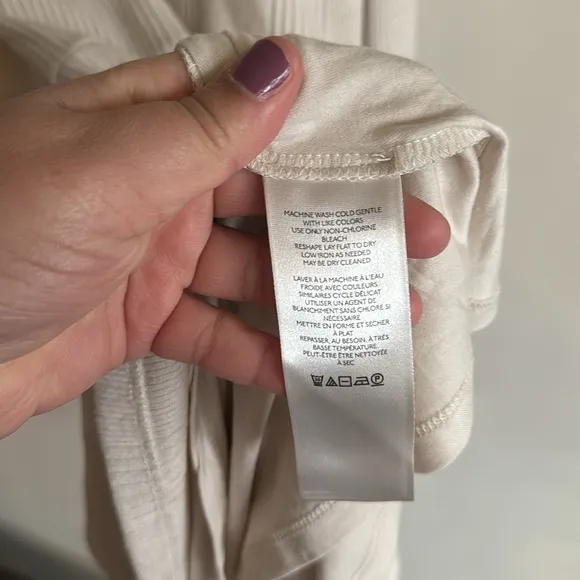 MACHINE WASH COLD GENTLE
WITH LIKE COLORS
USE ONLY NON-CHLORINE
BLEACH
RESHAPE LAY FLAT TO DRY
LOW IRON AS NEEDED
MAY BE DRY CLEANED
LAVER À LA MACHINE À L'EAU
FROIDE AVEC COULEURS
SIMILAIRES CYCLE DÉLICAT
UTILISER UN AGENT DE
BLANCHIMENT SANS CHLORE SI
NÉCESSAIRE
METTRE EN FORME ET SÉCHER
À PLAT
REPASSER, AU BESOIN, À TRÈS
BASSE TEMPÉRATURE
PEUT-ÊTRE ÊTRE NETTOYÉE
À SEC